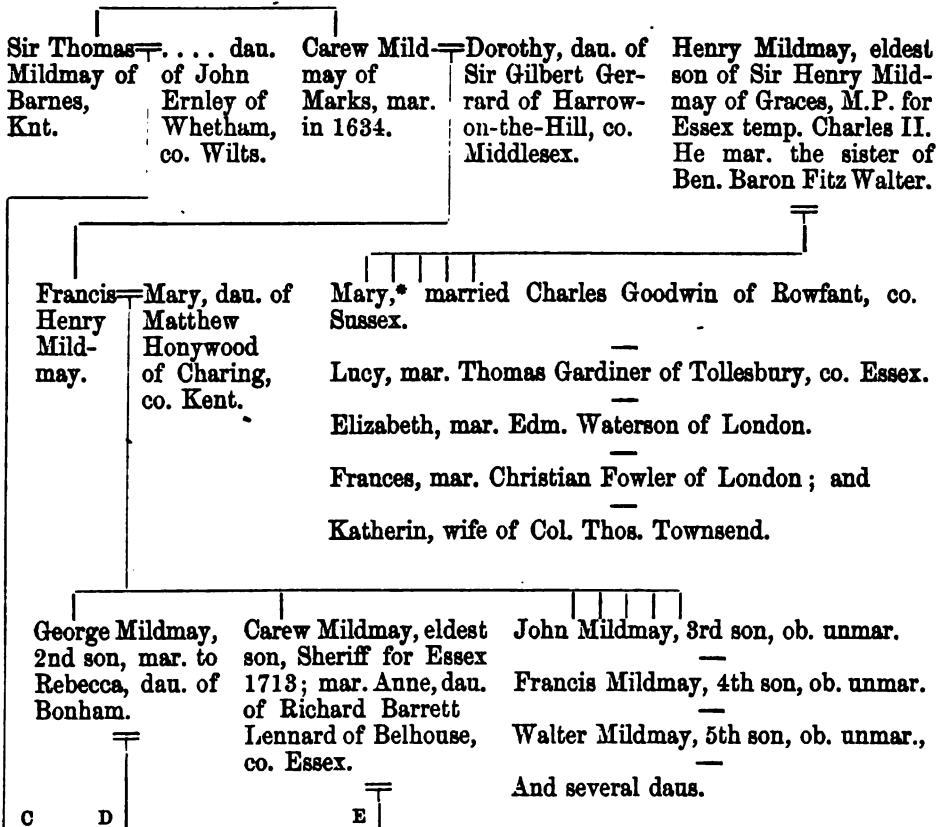 Sir Thomas
Mildmay of
Barnes,
Knt.
. . . . dau.
of John
Ernley of
Whetham,
co. Wilts.
Carew Mild-
may of
Marks, mar.
in 1634.
Dorothy, dau. of
Sir Gilbert Ger-
rard of Harrow-
on-the-Hill, co.
Middlesex.
Henry Mildmay, eldest
son of Sir Henry Mild-
may of Graces, M.P. for
Essex temp. Charles II.
He mar. the sister of
Ben. Baron Fitz Walter.
Francis
Henry
Mild-
may.
Mary, dau. of
Matthew
Honywood
of Charing,
co. Kent.
Mary,* married Charles Goodwin of Rowfant, co.
Sussex.
Lucy, mar. Thomas Gardiner of Tollesbury, co. Essex.
Elizabeth, mar. Edm. Waterson of London.
Frances, mar. Christian Fowler of London; and
Katherin, wife of Col. Thos. Townsend.
George Mildmay,
2nd son, mar. to
Rebecca, dau. of
Bonham.
Carew Mildmay, eldest
son, Sheriff for Essex
1713; mar. Anne, dau.
of Richard Barrett
Lennard of Belhouse,
co. Essex.
John Mildmay, 3rd son, ob. unmar.
Francis Mildmay, 4th son, ob. unmar.
Walter Mildmay, 5th son, ob. unmar.,
And several daus.
C D E